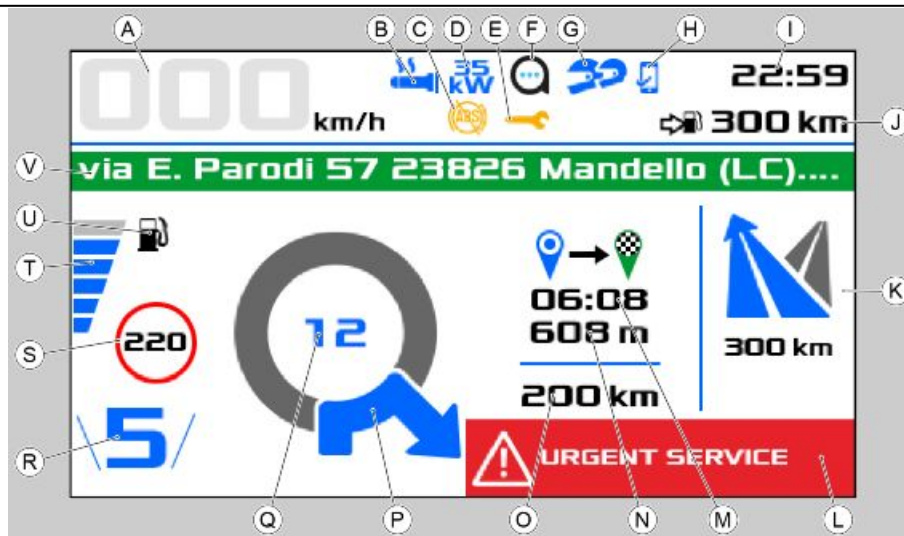 A B C D E F G H I
000 km/h
35
kW
ABS
22:59
300 km J
V via E. Parodi 57 23826 Mandello (LC)....
U
T
K
S 220
12
06:08
608 m
300 km
200 km
R 5
URGENT SERVICE
Q P O N M L